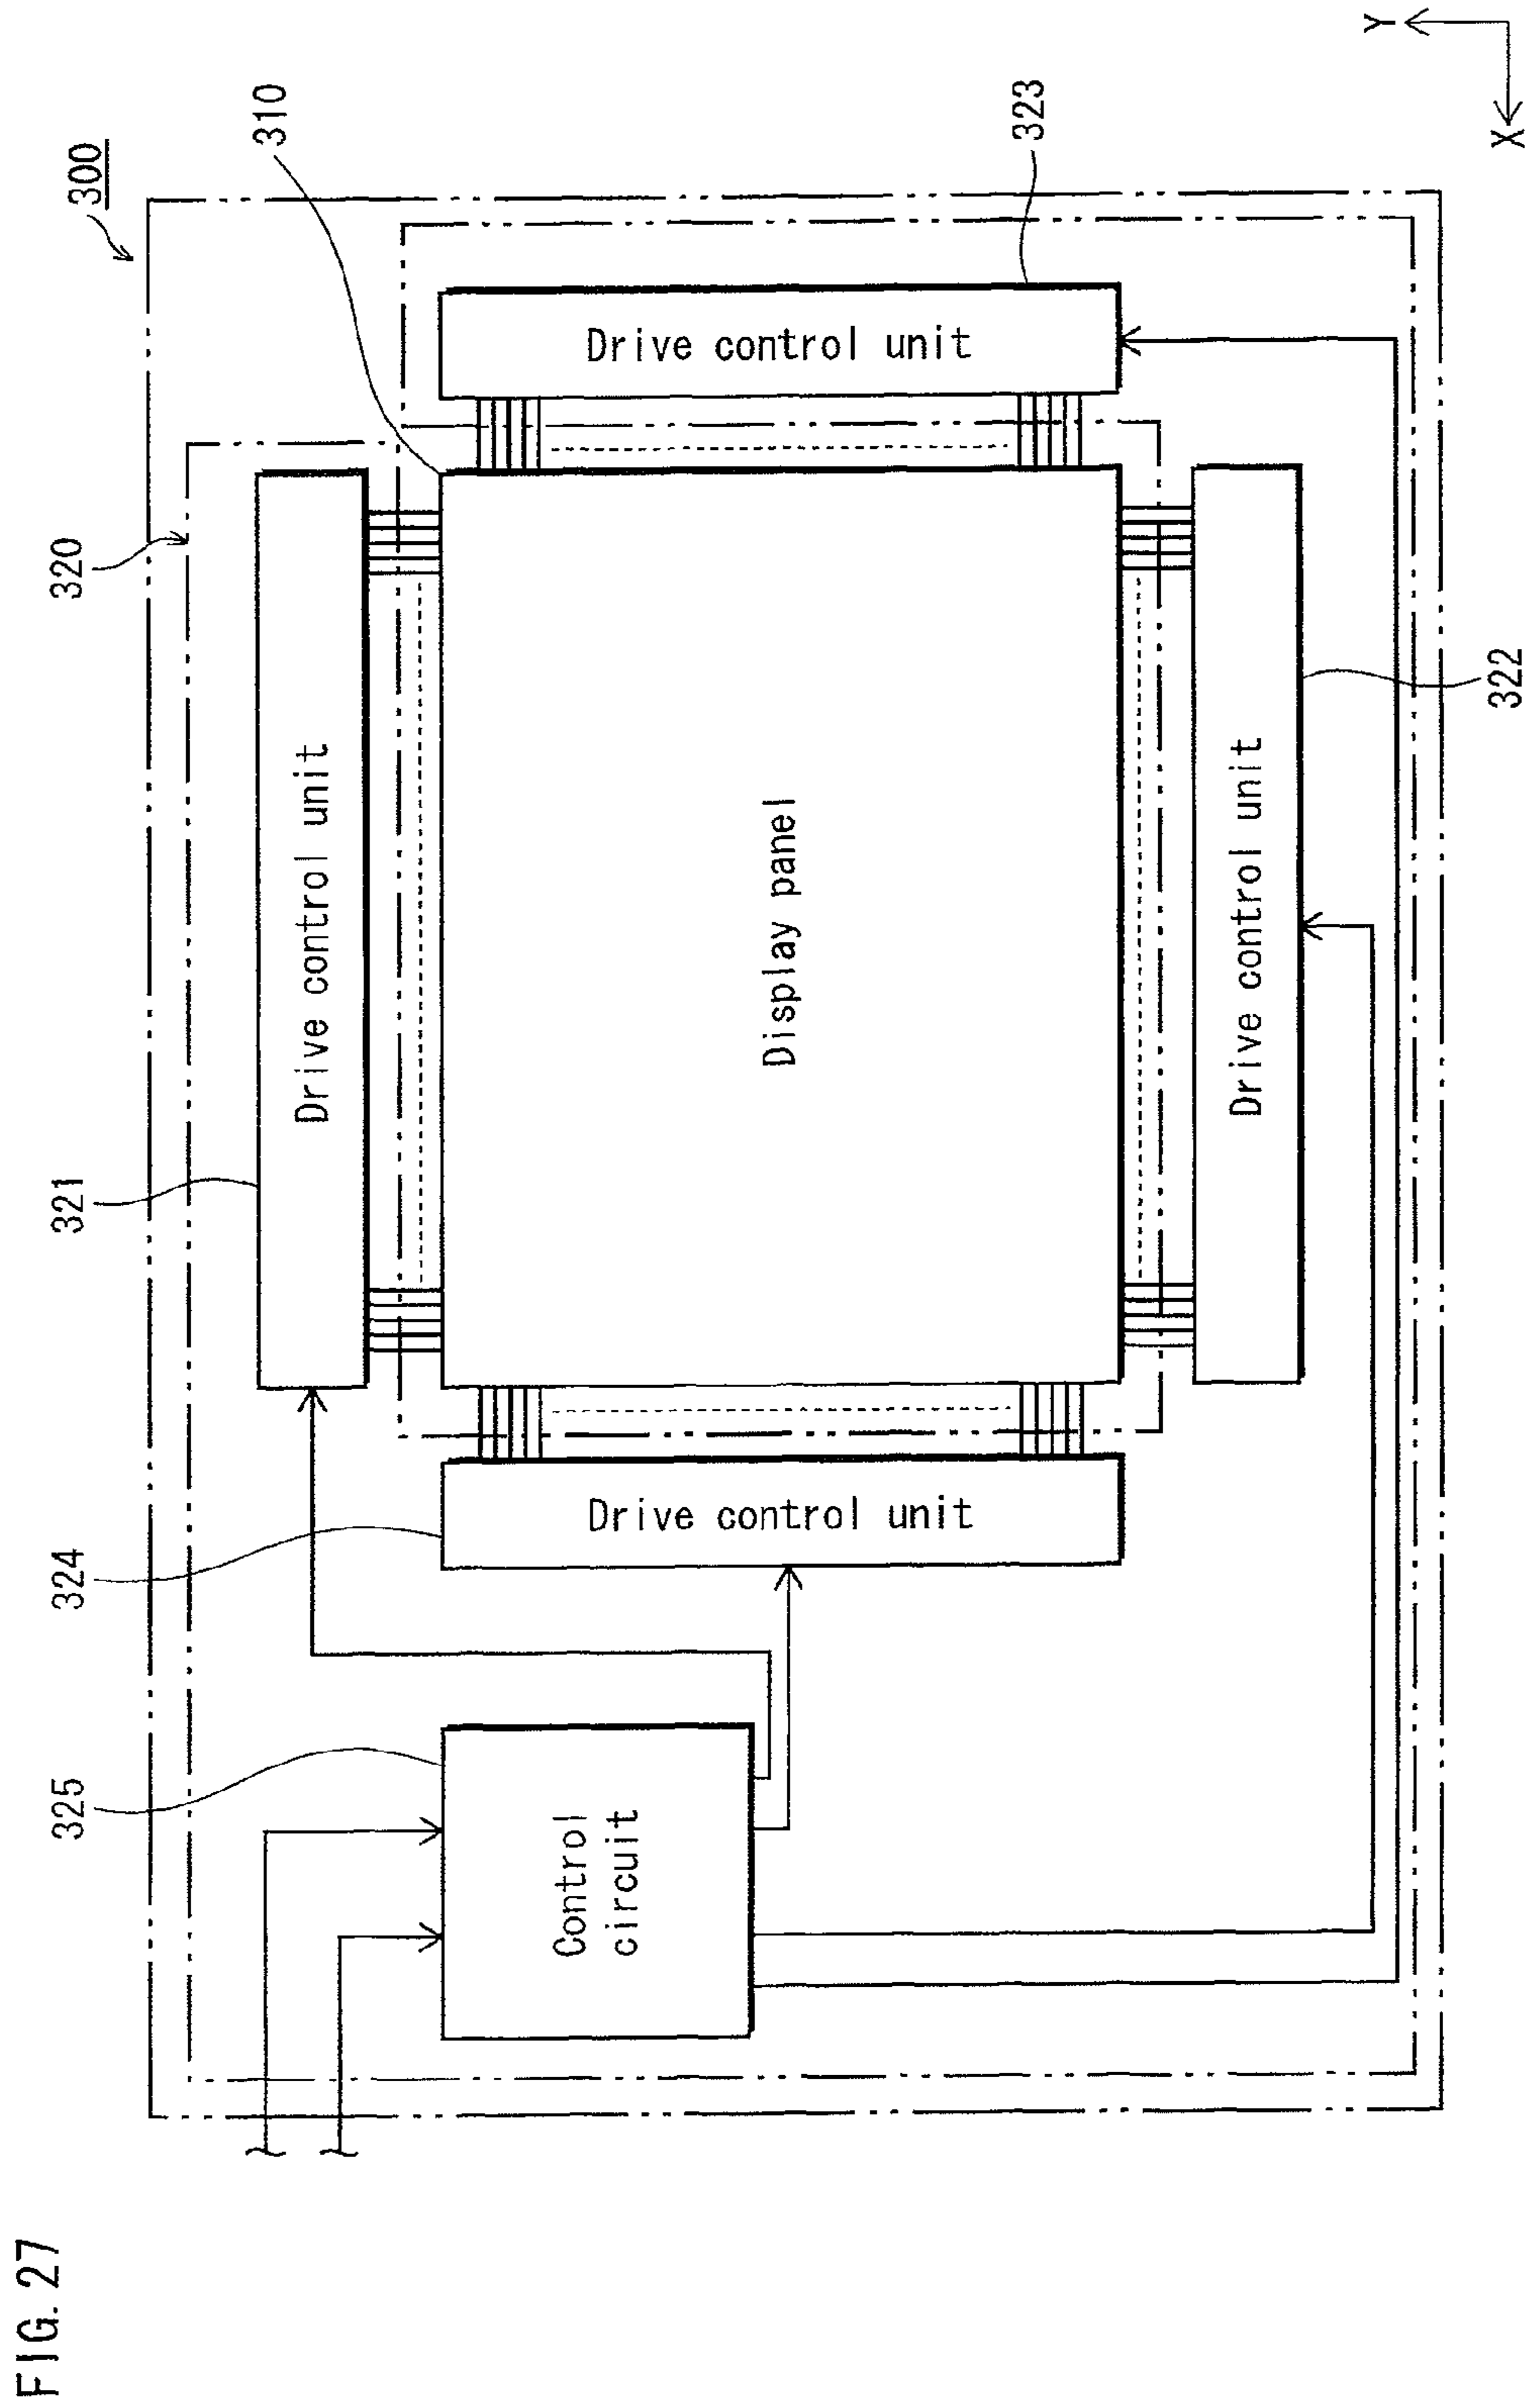 FIG. 27
300
310
320
321
Drive control unit
323
Drive control unit
Display panel
324
Drive control unit
322
Drive control unit
325
Control
circuit
Y
X